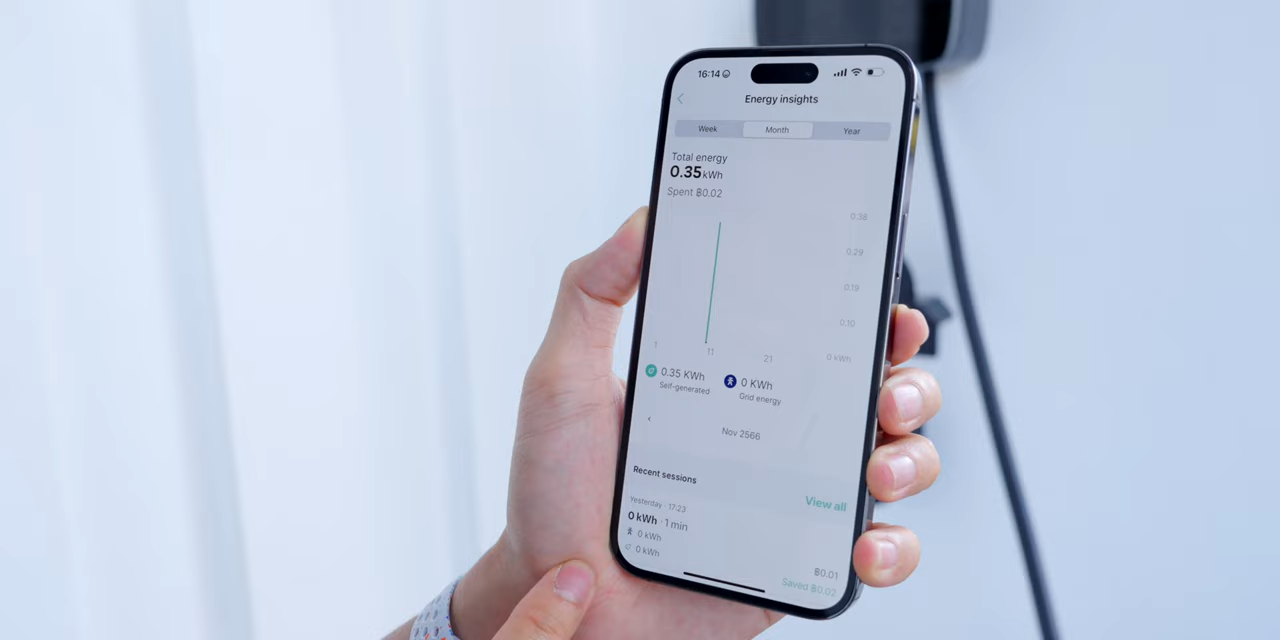 16:14
Energy insights
Week Month Year
Total energy
0.35 kWh
Spent ฿0.02
0.38
0.29
0.19
0.10
0 kWh
1 11 21
0.35 KWh
Self-generated
0 KWh
Grid energy
Nov 2566
Recent sessions
View all
Yesterday · 17:23
0 kWh · 1 min
0 kWh
0 kWh
฿0.01
Saved ฿0.02